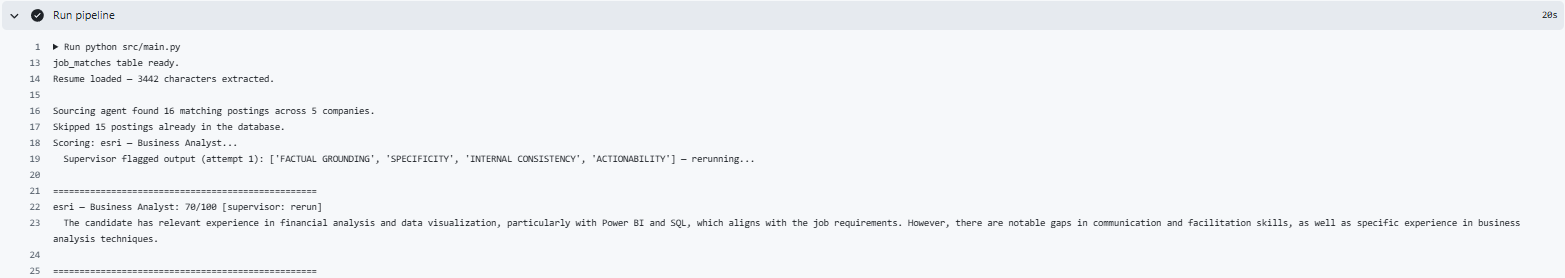 Run pipeline 20s
1 ▶ Run python src/main.py
13 job_matches table ready.
14 Resume loaded — 3442 characters extracted.
15
16 Sourcing agent found 16 matching postings across 5 companies.
17 Skipped 15 postings already in the database.
18 Scoring: esri — Business Analyst...
19 Supervisor flagged output (attempt 1): ['FACTUAL GROUNDING', 'SPECIFICITY', 'INTERNAL CONSISTENCY', 'ACTIONABILITY'] — rerunning...
20
21 ==================================================
22 esri — Business Analyst: 70/100 [supervisor: rerun]
23 The candidate has relevant experience in financial analysis and data visualization, particularly with Power BI and SQL, which aligns with the job requirements. However, there are notable gaps in communication and facilitation skills, as well as specific experience in business
analysis techniques.
24
25 ==================================================